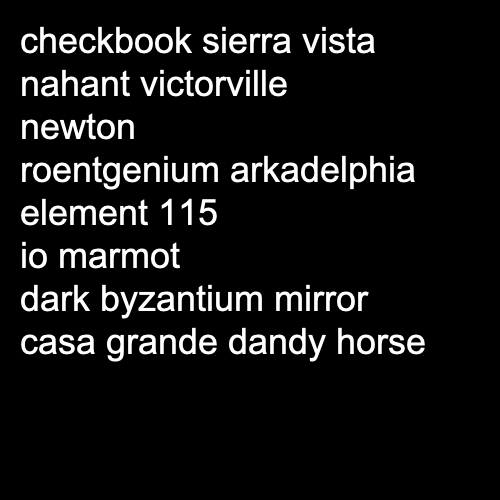 checkbook sierra vista
nahant victorville
newton
roentgenium arkadelphia
element 115
io marmot
dark byzantium mirror
casa grande dandy horse